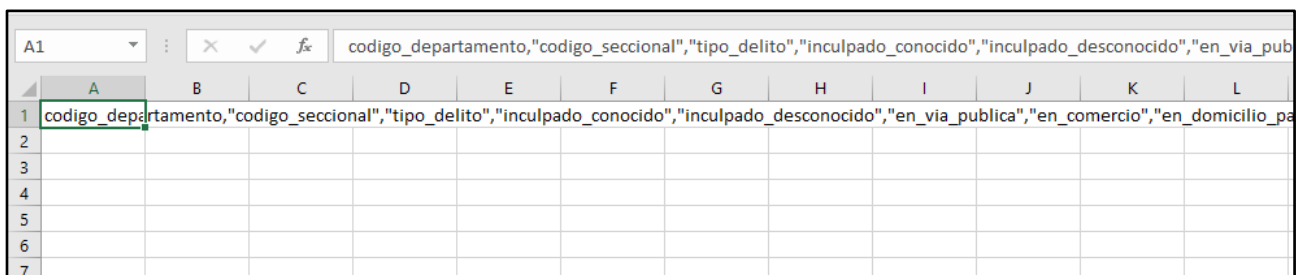 A1 fx codigo_departamento,"codigo_seccional","tipo_delito","inculpado_conocido","inculpado_desconocido","en_via_pub
A B C D E F G H I J K L
1 codigo_departamento,"codigo_seccional","tipo_delito","inculpado_conocido","inculpado_desconocido","en_via_publica","en_comercio","en_domicilio_pa
2
3
4
5
6
7